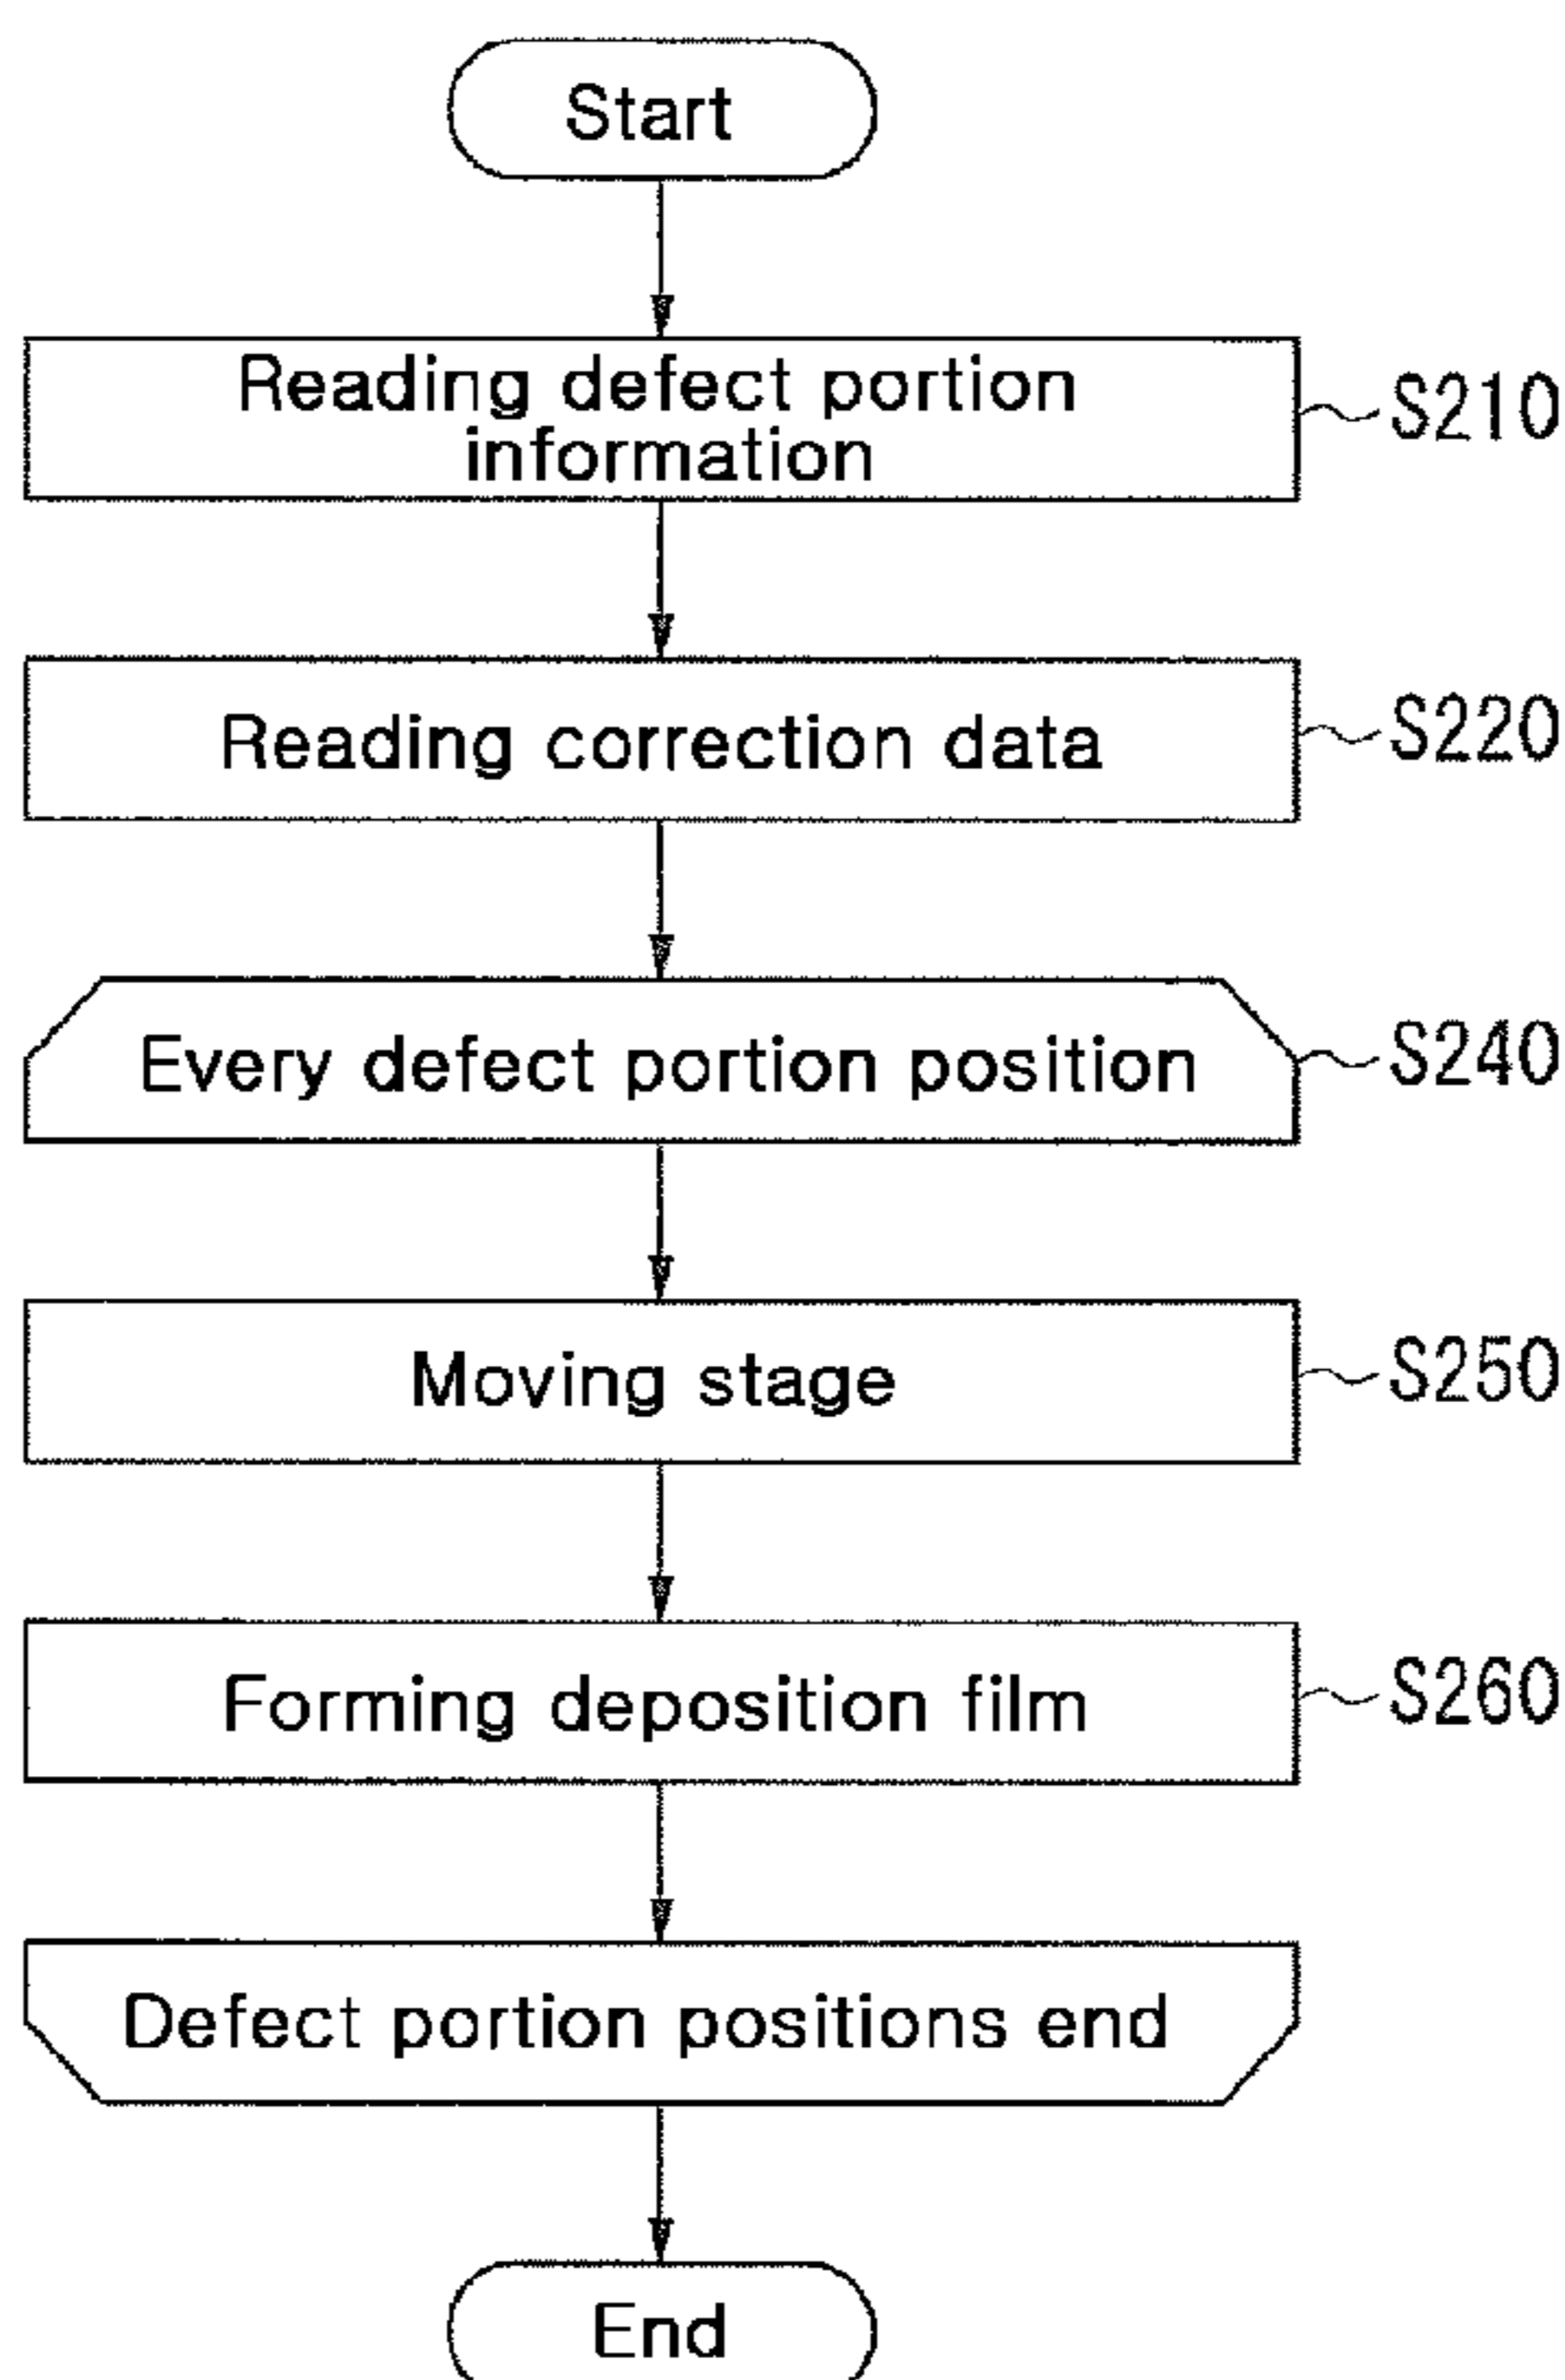 Start
Reading defect portion
information
S210
Reading correction data
S220
Every defect portion position
S240
Moving stage
S250
Forming deposition film
S260
Defect portion positions end
End